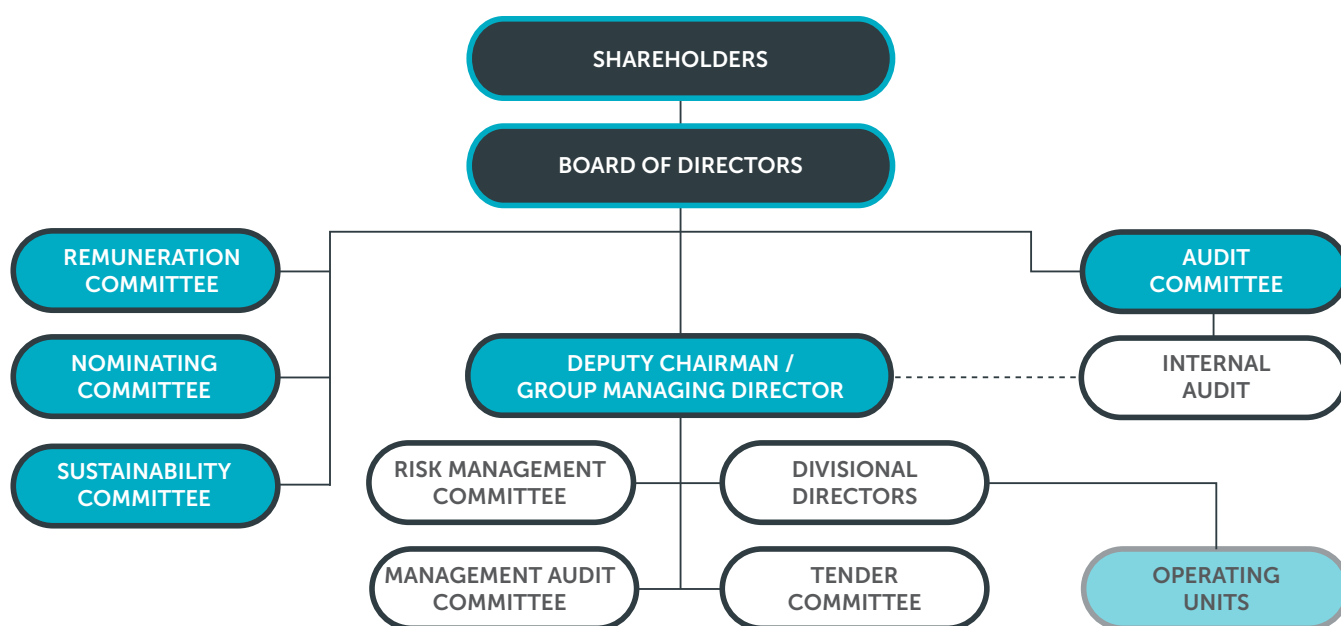 SHAREHOLDERS
BOARD OF DIRECTORS
REMUNERATION
COMMITTEE
AUDIT
COMMITTEE
NOMINATING
COMMITTEE
DEPUTY CHAIRMAN /
GROUP MANAGING DIRECTOR
INTERNAL
AUDIT
SUSTAINABILITY
COMMITTEE
RISK MANAGEMENT
COMMITTEE
DIVISIONAL
DIRECTORS
MANAGEMENT AUDIT
COMMITTEE
TENDER
COMMITTEE
OPERATING
UNITS